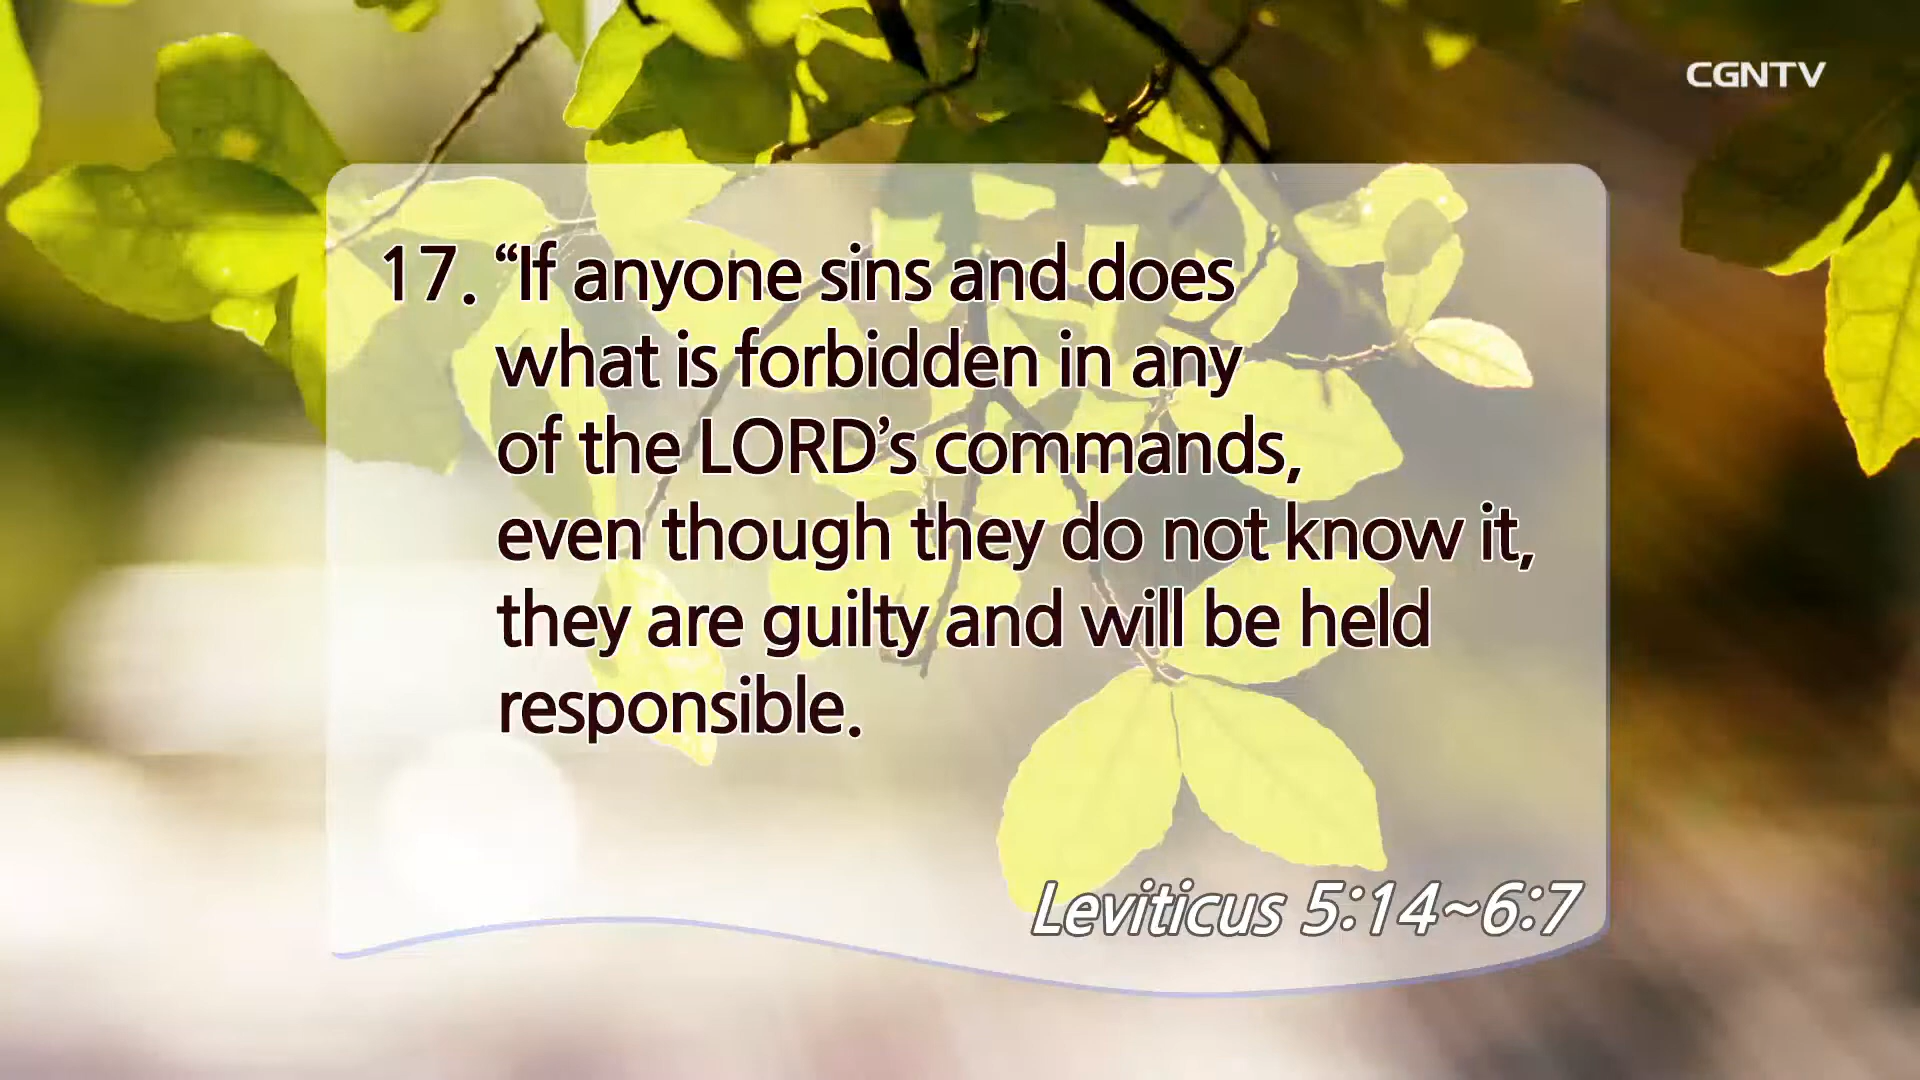 CGNTV
17. “If anyone sins and does
what is forbidden in any
of the LORD’s commands,
even though they do not know it,
they are guilty and will be held
responsible.
Leviticus 5:14~6:7